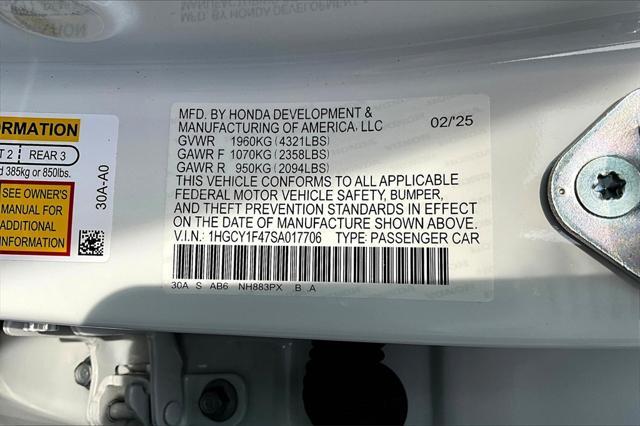 ORMATION
T 2 REAR 3
d 385kg or 850lbs.
SEE OWNER'S
MANUAL FOR
ADDITIONAL
30A-A0
MFD. BY HONDA DEVELOPMENT &
MANUFACTURING OF AMERICA, LLC 02/'25
GVWR 1960KG (4321LBS)
GAWR F 1070KG (2358LBS)
GAWR R 950KG (2094LBS)
THIS VEHICLE CONFORMS TO ALL APPLICABLE
FEDERAL MOTOR VEHICLE SAFETY, BUMPER,
AND THEFT PREVENTION STANDARDS IN EFFECT
ON THE DATE OF MANUFACTURE SHOWN ABOVE.
V.I.N.: 1HGCY1F47SA017706 TYPE: PASSENGER CAR
30A S AB6 NH883PX B A